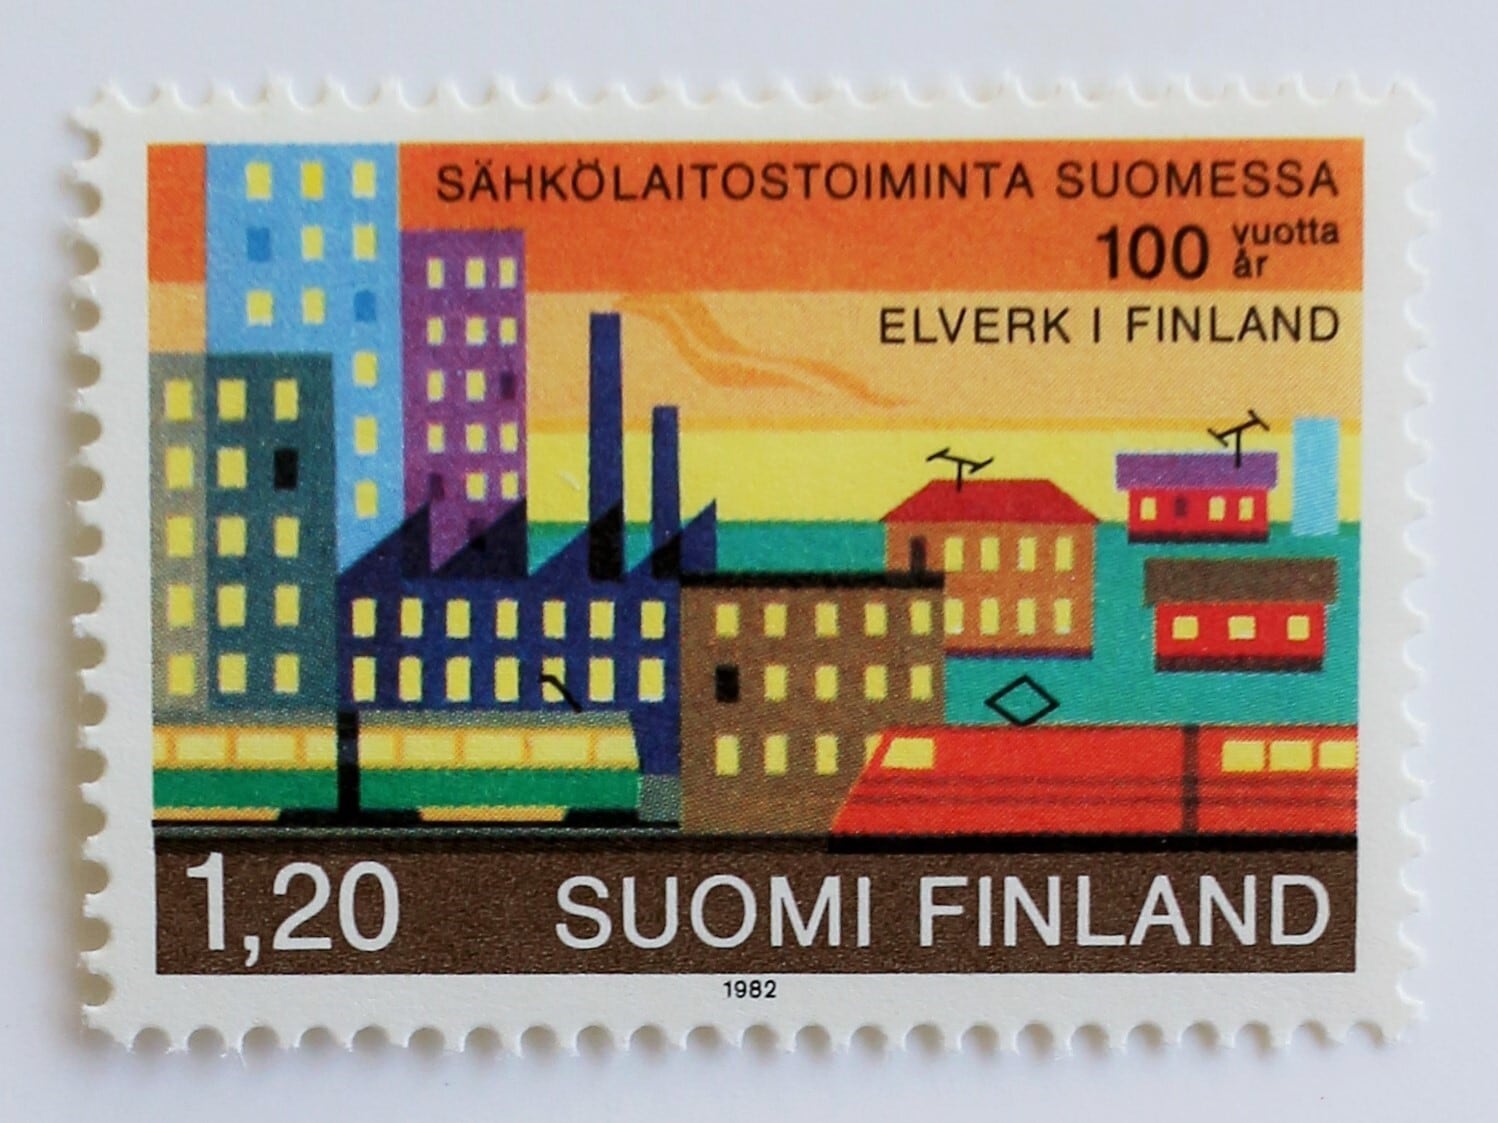 SÄHKÖLAITOSTOIMINTA SUOMESSA
100 vuotta
år
ELVERK I FINLAND
1,20 SUOMI FINLAND
1982